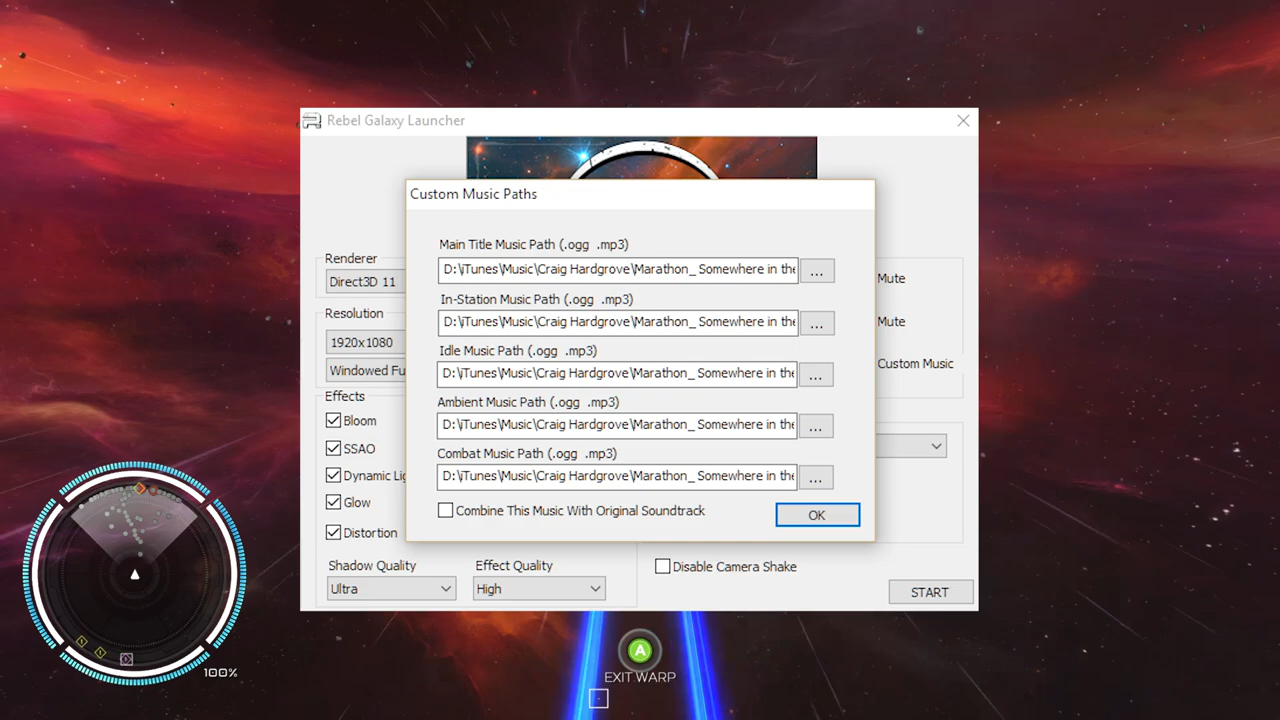 Rebel Galaxy Launcher
Custom Music Paths
Main Title Music Path (.ogg .mp3)
D:\iTunes\Music\Craig Hardgrove\Marathon_ Somewhere in the
...
In-Station Music Path (.ogg .mp3)
D:\iTunes\Music\Craig Hardgrove\Marathon_ Somewhere in the
...
Idle Music Path (.ogg .mp3)
D:\iTunes\Music\Craig Hardgrove\Marathon_ Somewhere in the
...
Ambient Music Path (.ogg .mp3)
D:\iTunes\Music\Craig Hardgrove\Marathon_ Somewhere in the
...
Combat Music Path (.ogg .mp3)
D:\iTunes\Music\Craig Hardgrove\Marathon_ Somewhere in the
...
Combine This Music With Original Soundtrack
OK
Renderer
Direct3D 11
Resolution
1920x1080
Windowed Fu
Effects
Bloom
SSAO
Dynamic Lig
Glow
Distortion
Shadow Quality
Ultra
Effect Quality
High
Mute
Mute
Custom Music
Disable Camera Shake
START
100%
A
EXIT WARP